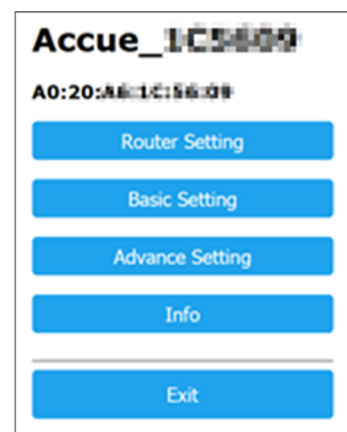 Accue_
A0:20:
Router Setting
Basic Setting
Advance Setting
Info
Exit